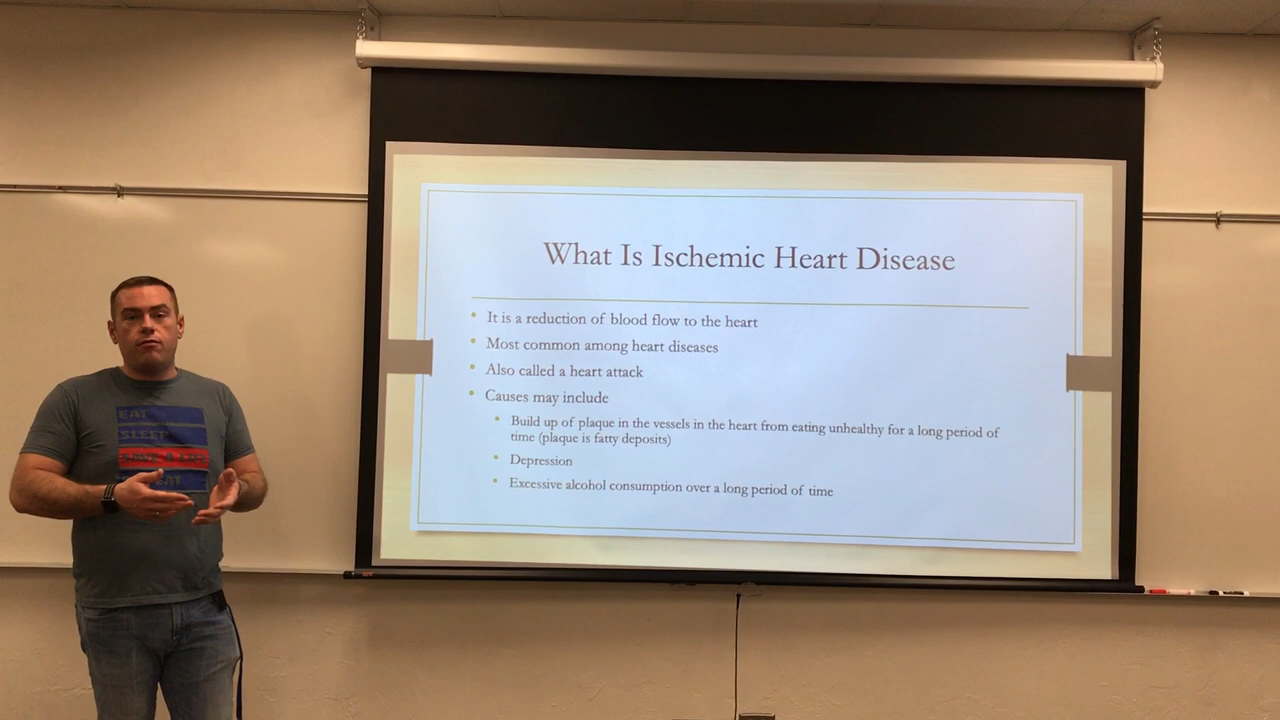 What Is Ischemic Heart Disease
It is a reduction of blood flow to the heart
Most common among heart diseases
Also called a heart attack
Causes may include
Build up of plaque in the vessels in the heart from eating unhealthy for a long period of
time (plaque is fatty deposits)
Depression
Excessive alcohol consumption over a long period of time
EAT
SLEEP
SAVE A LIFE